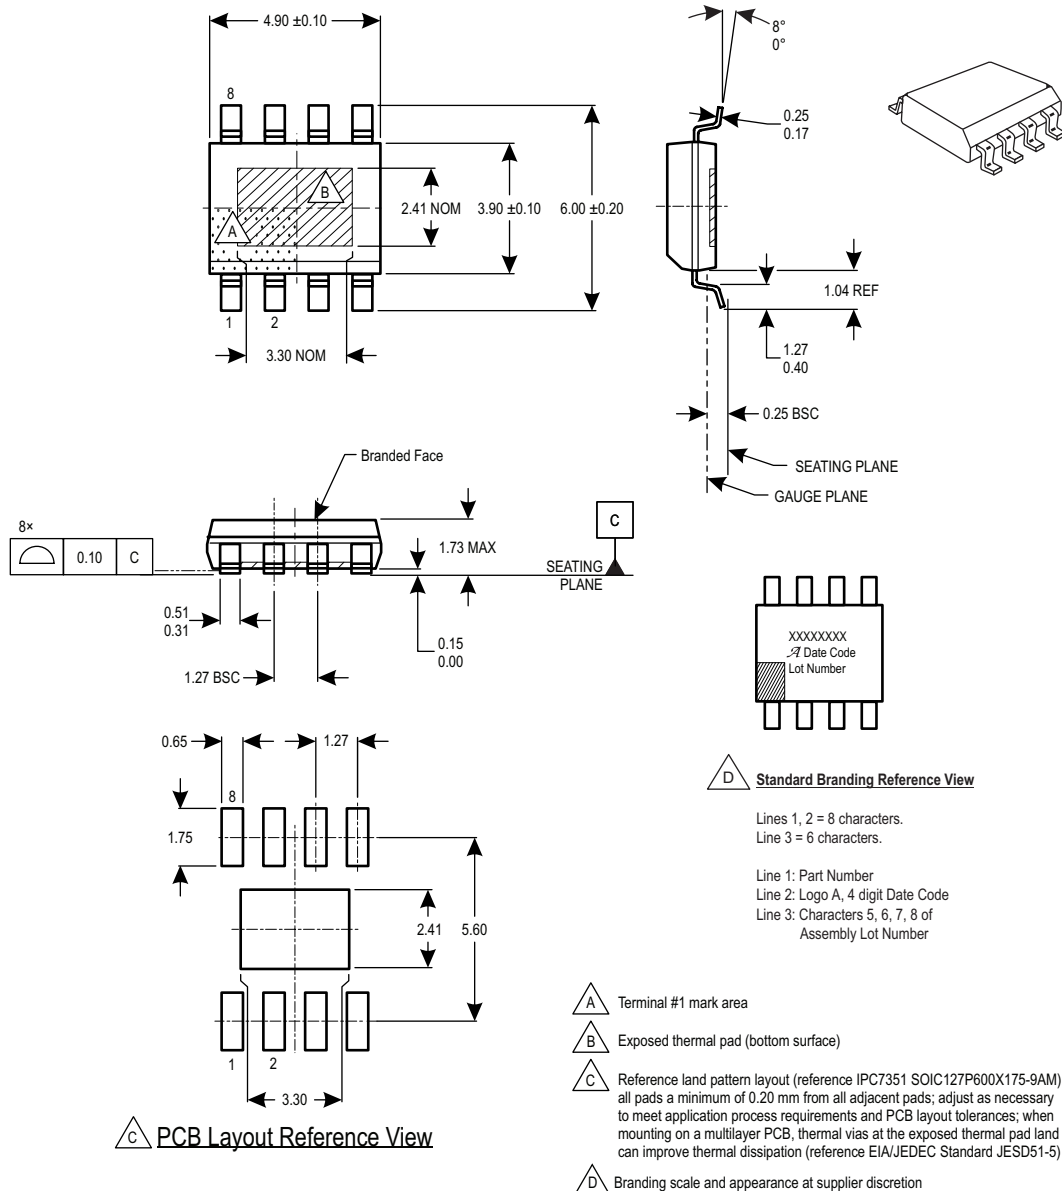 4.90 ±0.10
8
B
A
2.41 NOM
3.90 ±0.10
6.00 ±0.20
1
2
3.30 NOM
8°
0°
0.25
0.17
1.04 REF
1.27
0.40
0.25 BSC
SEATING PLANE
GAUGE PLANE
Branded Face
8×
0.10
C
1.73 MAX
C
SEATING
PLANE
0.51
0.31
0.15
0.00
1.27 BSC
XXXXXXXX
A Date Code
Lot Number
D
Standard Branding Reference View
Lines 1, 2 = 8 characters.
Line 3 = 6 characters.
Line 1: Part Number
Line 2: Logo A, 4 digit Date Code
Line 3: Characters 5, 6, 7, 8 of
Assembly Lot Number
0.65
1.27
8
1.75
2.41
5.60
1
2
3.30
C
PCB Layout Reference View
A
Terminal #1 mark area
B
Exposed thermal pad (bottom surface)
C
Reference land pattern layout (reference IPC7351 SOIC127P600X175-9AM)
all pads a minimum of 0.20 mm from all adjacent pads; adjust as necessary
to meet application process requirements and PCB layout tolerances; when
mounting on a multilayer PCB, thermal vias at the exposed thermal pad land
can improve thermal dissipation (reference EIA/JEDEC Standard JESD51-5)
D
Branding scale and appearance at supplier discretion